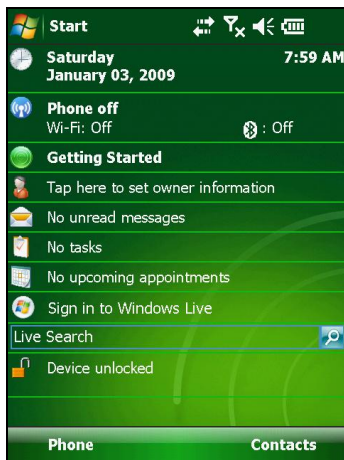 Start
Saturday 7:59 AM
January 03, 2009
Phone off
Wi-Fi: Off : Off
Getting Started
Tap here to set owner information
No unread messages
No tasks
No upcoming appointments
Sign in to Windows Live
Live Search
Device unlocked
Phone Contacts